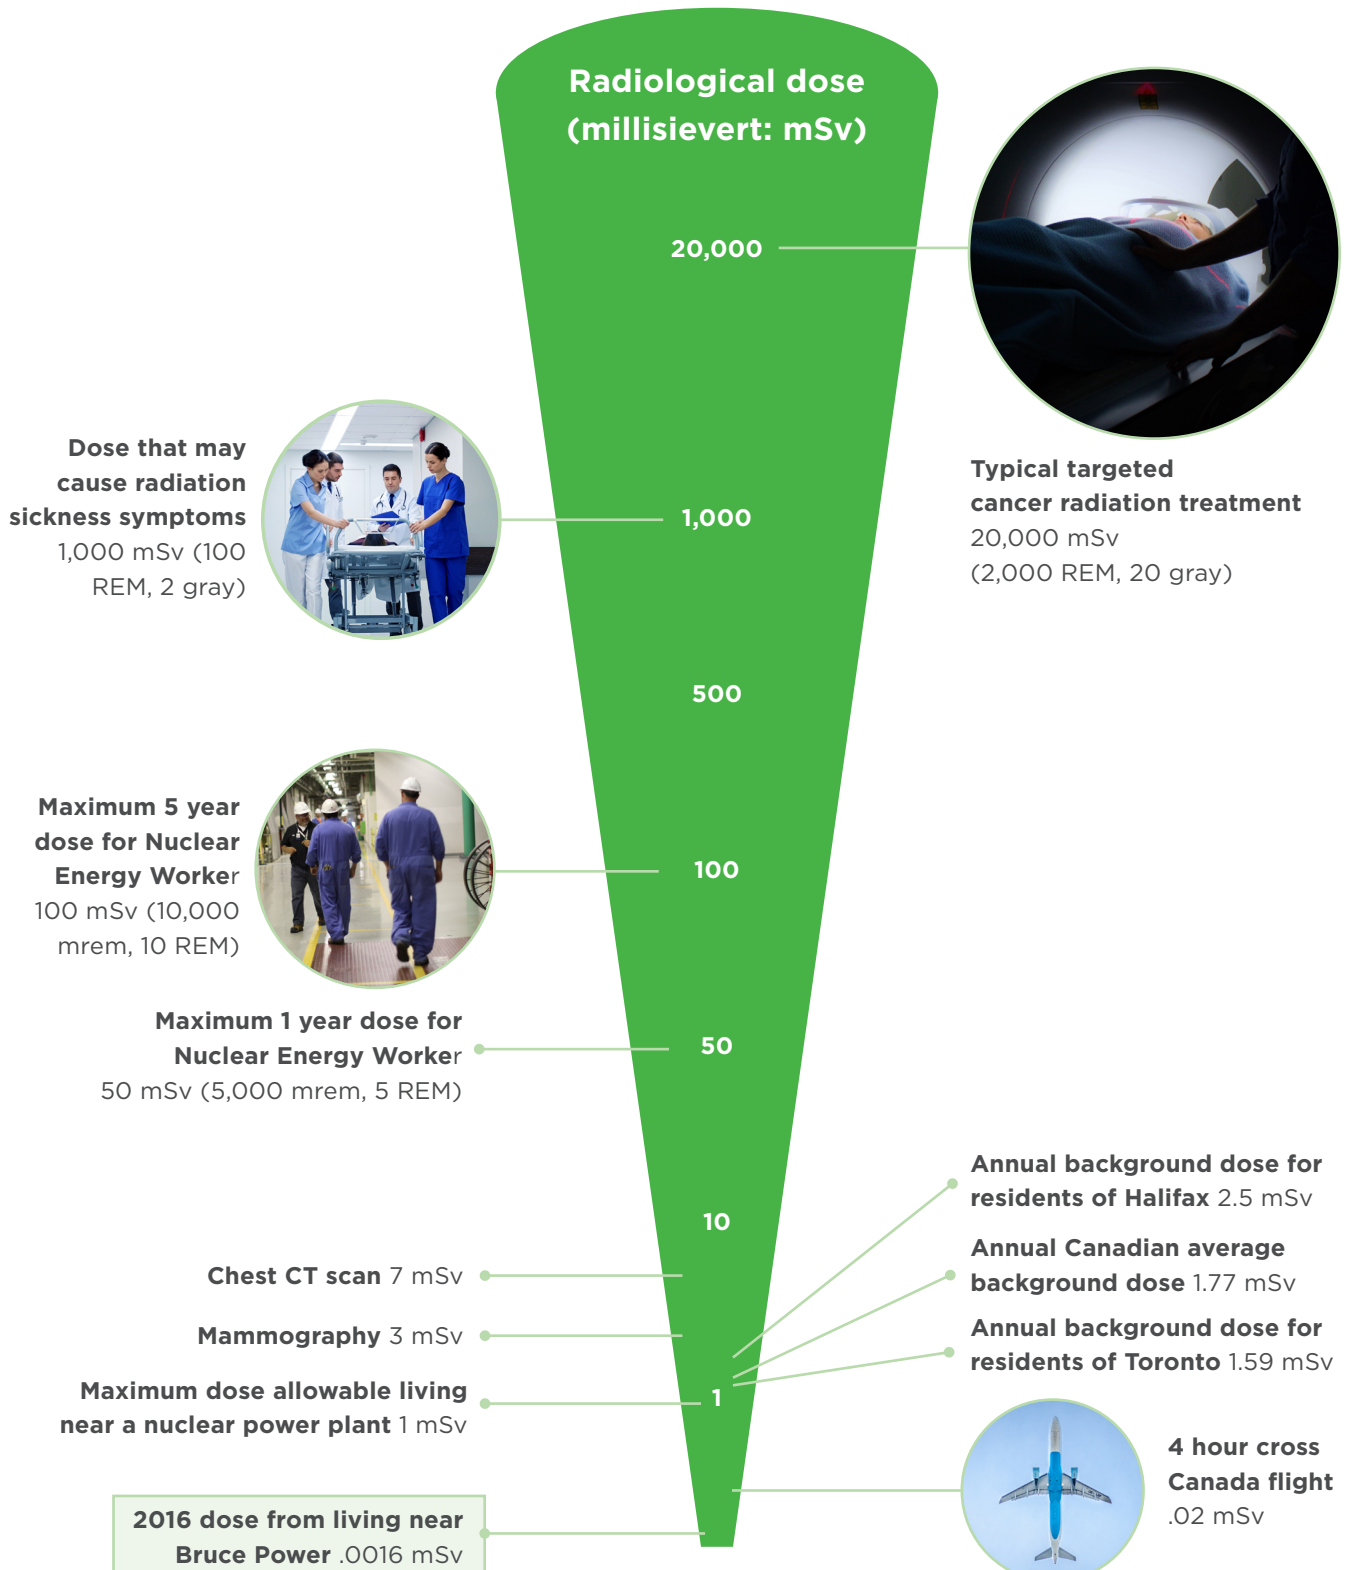 Radiological dose
(millisievert: mSv)
20,000
Typical targeted
cancer radiation treatment
20,000 mSv
(2,000 REM, 20 gray)
Dose that may
cause radiation
sickness symptoms
1,000 mSv (100
REM, 2 gray)
1,000
500
Maximum 5 year
dose for Nuclear
Energy Worker
100 mSv (10,000
mrem, 10 REM)
100
Maximum 1 year dose for
Nuclear Energy Worker
50 mSv (5,000 mrem, 5 REM)
50
10
Annual background dose for
residents of Halifax 2.5 mSv
Annual Canadian average
background dose 1.77 mSv
Annual background dose for
residents of Toronto 1.59 mSv
Chest CT scan 7 mSv
Mammography 3 mSv
Maximum dose allowable living
near a nuclear power plant 1 mSv
1
4 hour cross
Canada flight
.02 mSv
2016 dose from living near
Bruce Power .0016 mSv